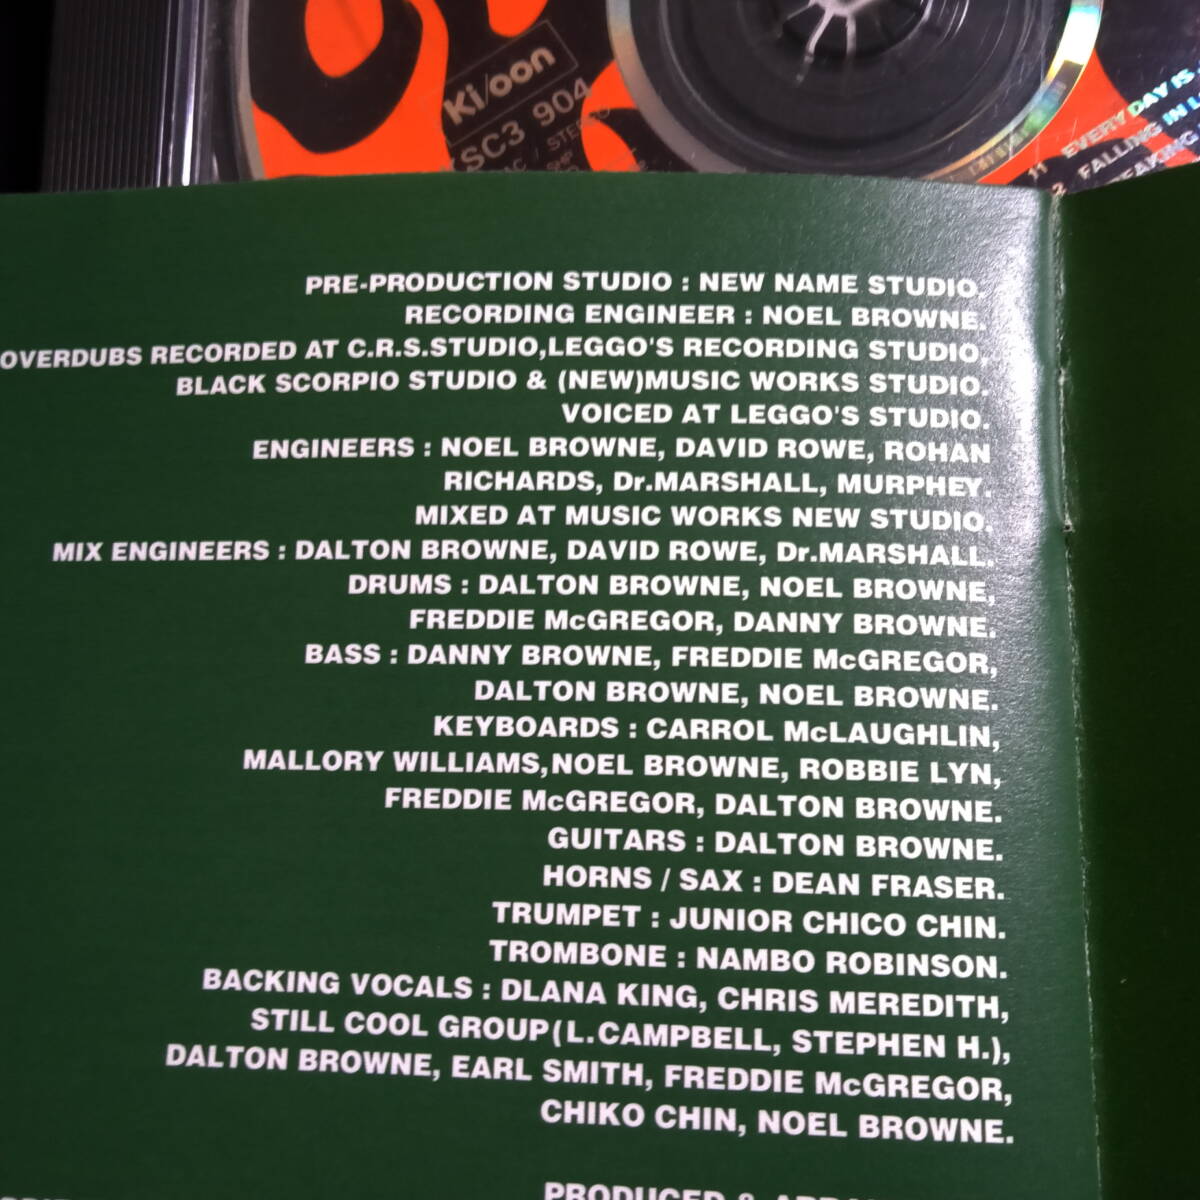 Ki/oon
KSC3 904
STEREO
11 EVERY DAY IS
FALLING IN
PRE-PRODUCTION STUDIO : NEW NAME STUDIO.
RECORDING ENGINEER : NOEL BROWNE.
OVERDUBS RECORDED AT C.R.S.STUDIO,LEGGO'S RECORDING STUDIO,
BLACK SCORPIO STUDIO & (NEW)MUSIC WORKS STUDIO.
VOICED AT LEGGO'S STUDIO.
ENGINEERS : NOEL BROWNE, DAVID ROWE, ROHAN
RICHARDS, Dr.MARSHALL, MURPHEY.
MIXED AT MUSIC WORKS NEW STUDIO.
MIX ENGINEERS : DALTON BROWNE, DAVID ROWE, Dr.MARSHALL.
DRUMS : DALTON BROWNE, NOEL BROWNE,
FREDDIE McGREGOR, DANNY BROWNE.
BASS : DANNY BROWNE, FREDDIE McGREGOR,
DALTON BROWNE, NOEL BROWNE.
KEYBOARDS : CARROL McLAUGHLIN,
MALLORY WILLIAMS,NOEL BROWNE, ROBBIE LYN,
FREDDIE McGREGOR, DALTON BROWNE.
GUITARS : DALTON BROWNE.
HORNS / SAX : DEAN FRASER.
TRUMPET : JUNIOR CHICO CHIN.
TROMBONE : NAMBO ROBINSON.
BACKING VOCALS : DLANA KING, CHRIS MEREDITH,
STILL COOL GROUP(L.CAMPBELL, STEPHEN H.),
DALTON BROWNE, EARL SMITH, FREDDIE McGREGOR,
CHIKO CHIN, NOEL BROWNE.
PRODUCED &